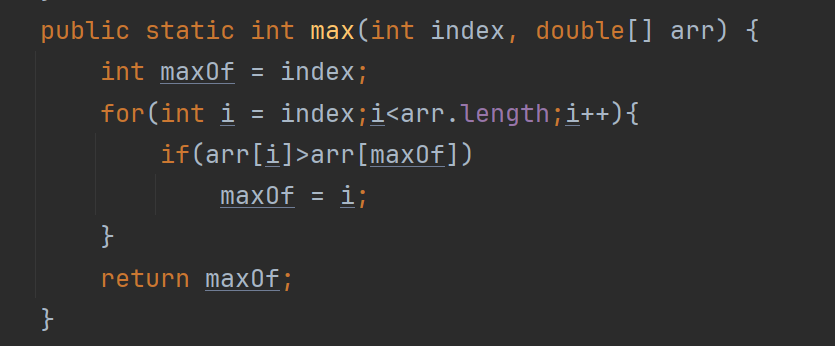 public static int max(int index, double[] arr) {
    int maxOf = index;
    for(int i = index;i<arr.length;i++){
        if(arr[i]>arr[maxOf])
            maxOf = i;
    }
    return maxOf;
}